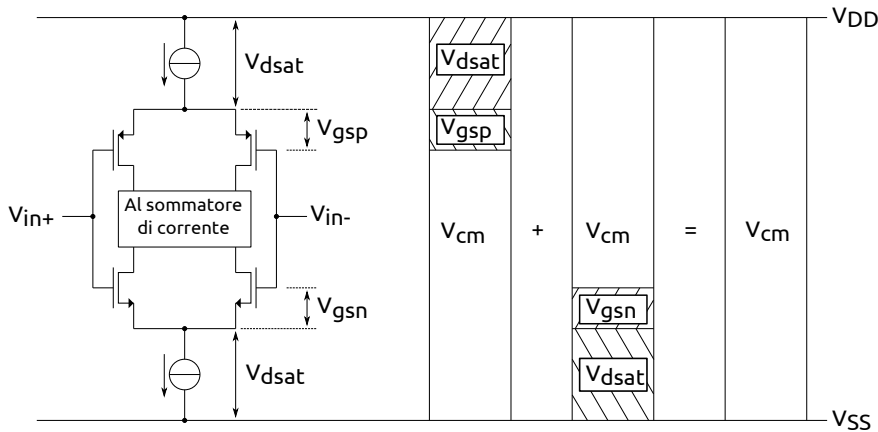 VDD
Vdsat
Vdsat
Vgsp
Vgsp
Al sommatore
di corrente
Vin+
Vin-
Vcm
+
Vcm
=
Vcm
Vgsn
Vgsn
Vdsat
Vdsat
VSS